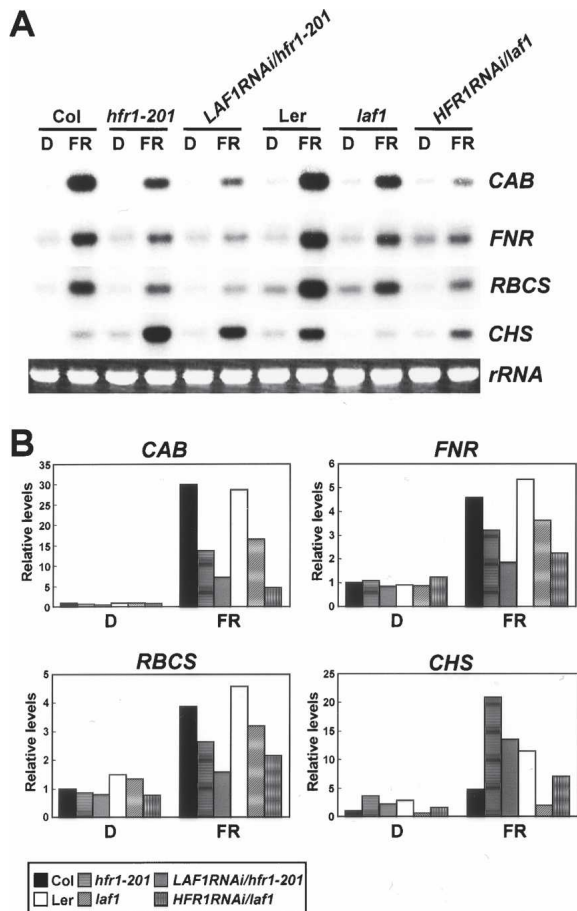 A
Col hfr1-201 LAF1RNAi/hfr1-201 Ler laf1 HFR1RNAi/laf1
D FR D FR D FR D FR D FR D FR
CAB
FNR
RBCS
CHS
rRNA
B
CAB
Relative levels
35
30
25
20
15
10
5
0
D FR
FNR
Relative levels
6
5
4
3
2
1
0
D FR
RBCS
Relative levels
5
4
3
2
1
0
D FR
CHS
Relative levels
25
20
15
10
5
0
D FR
Col hfr1-201 LAF1RNAi/hfr1-201
Ler laf1 HFR1RNAi/laf1